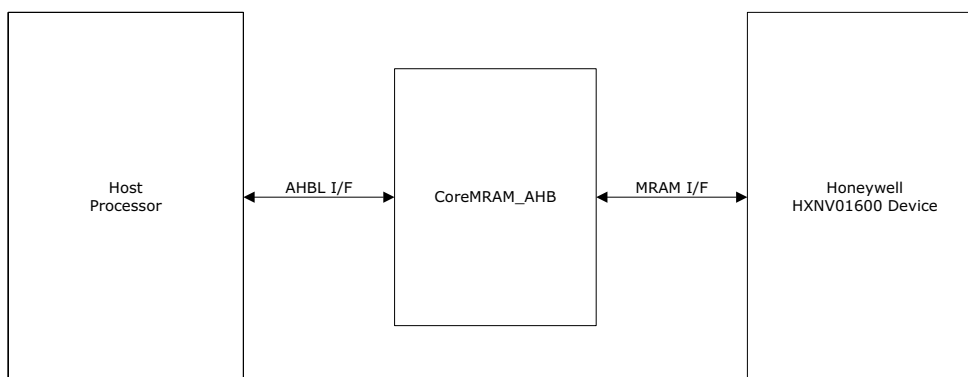 Host
Processor
AHBL I/F
CoreMRAM_AHB
MRAM I/F
Honeywell
HXNV01600 Device